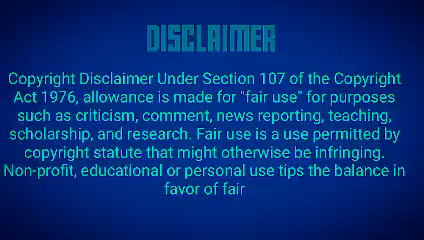 DISCLAIMER
Copyright Disclaimer Under Section 107 of the Copyright
Act 1976, allowance is made for "fair use" for purposes
such as criticism, comment, news reporting, teaching,
scholarship, and research. Fair use is a use permitted by
copyright statute that might otherwise be infringing.
Non-profit, educational or personal use tips the balance in
favor of fair